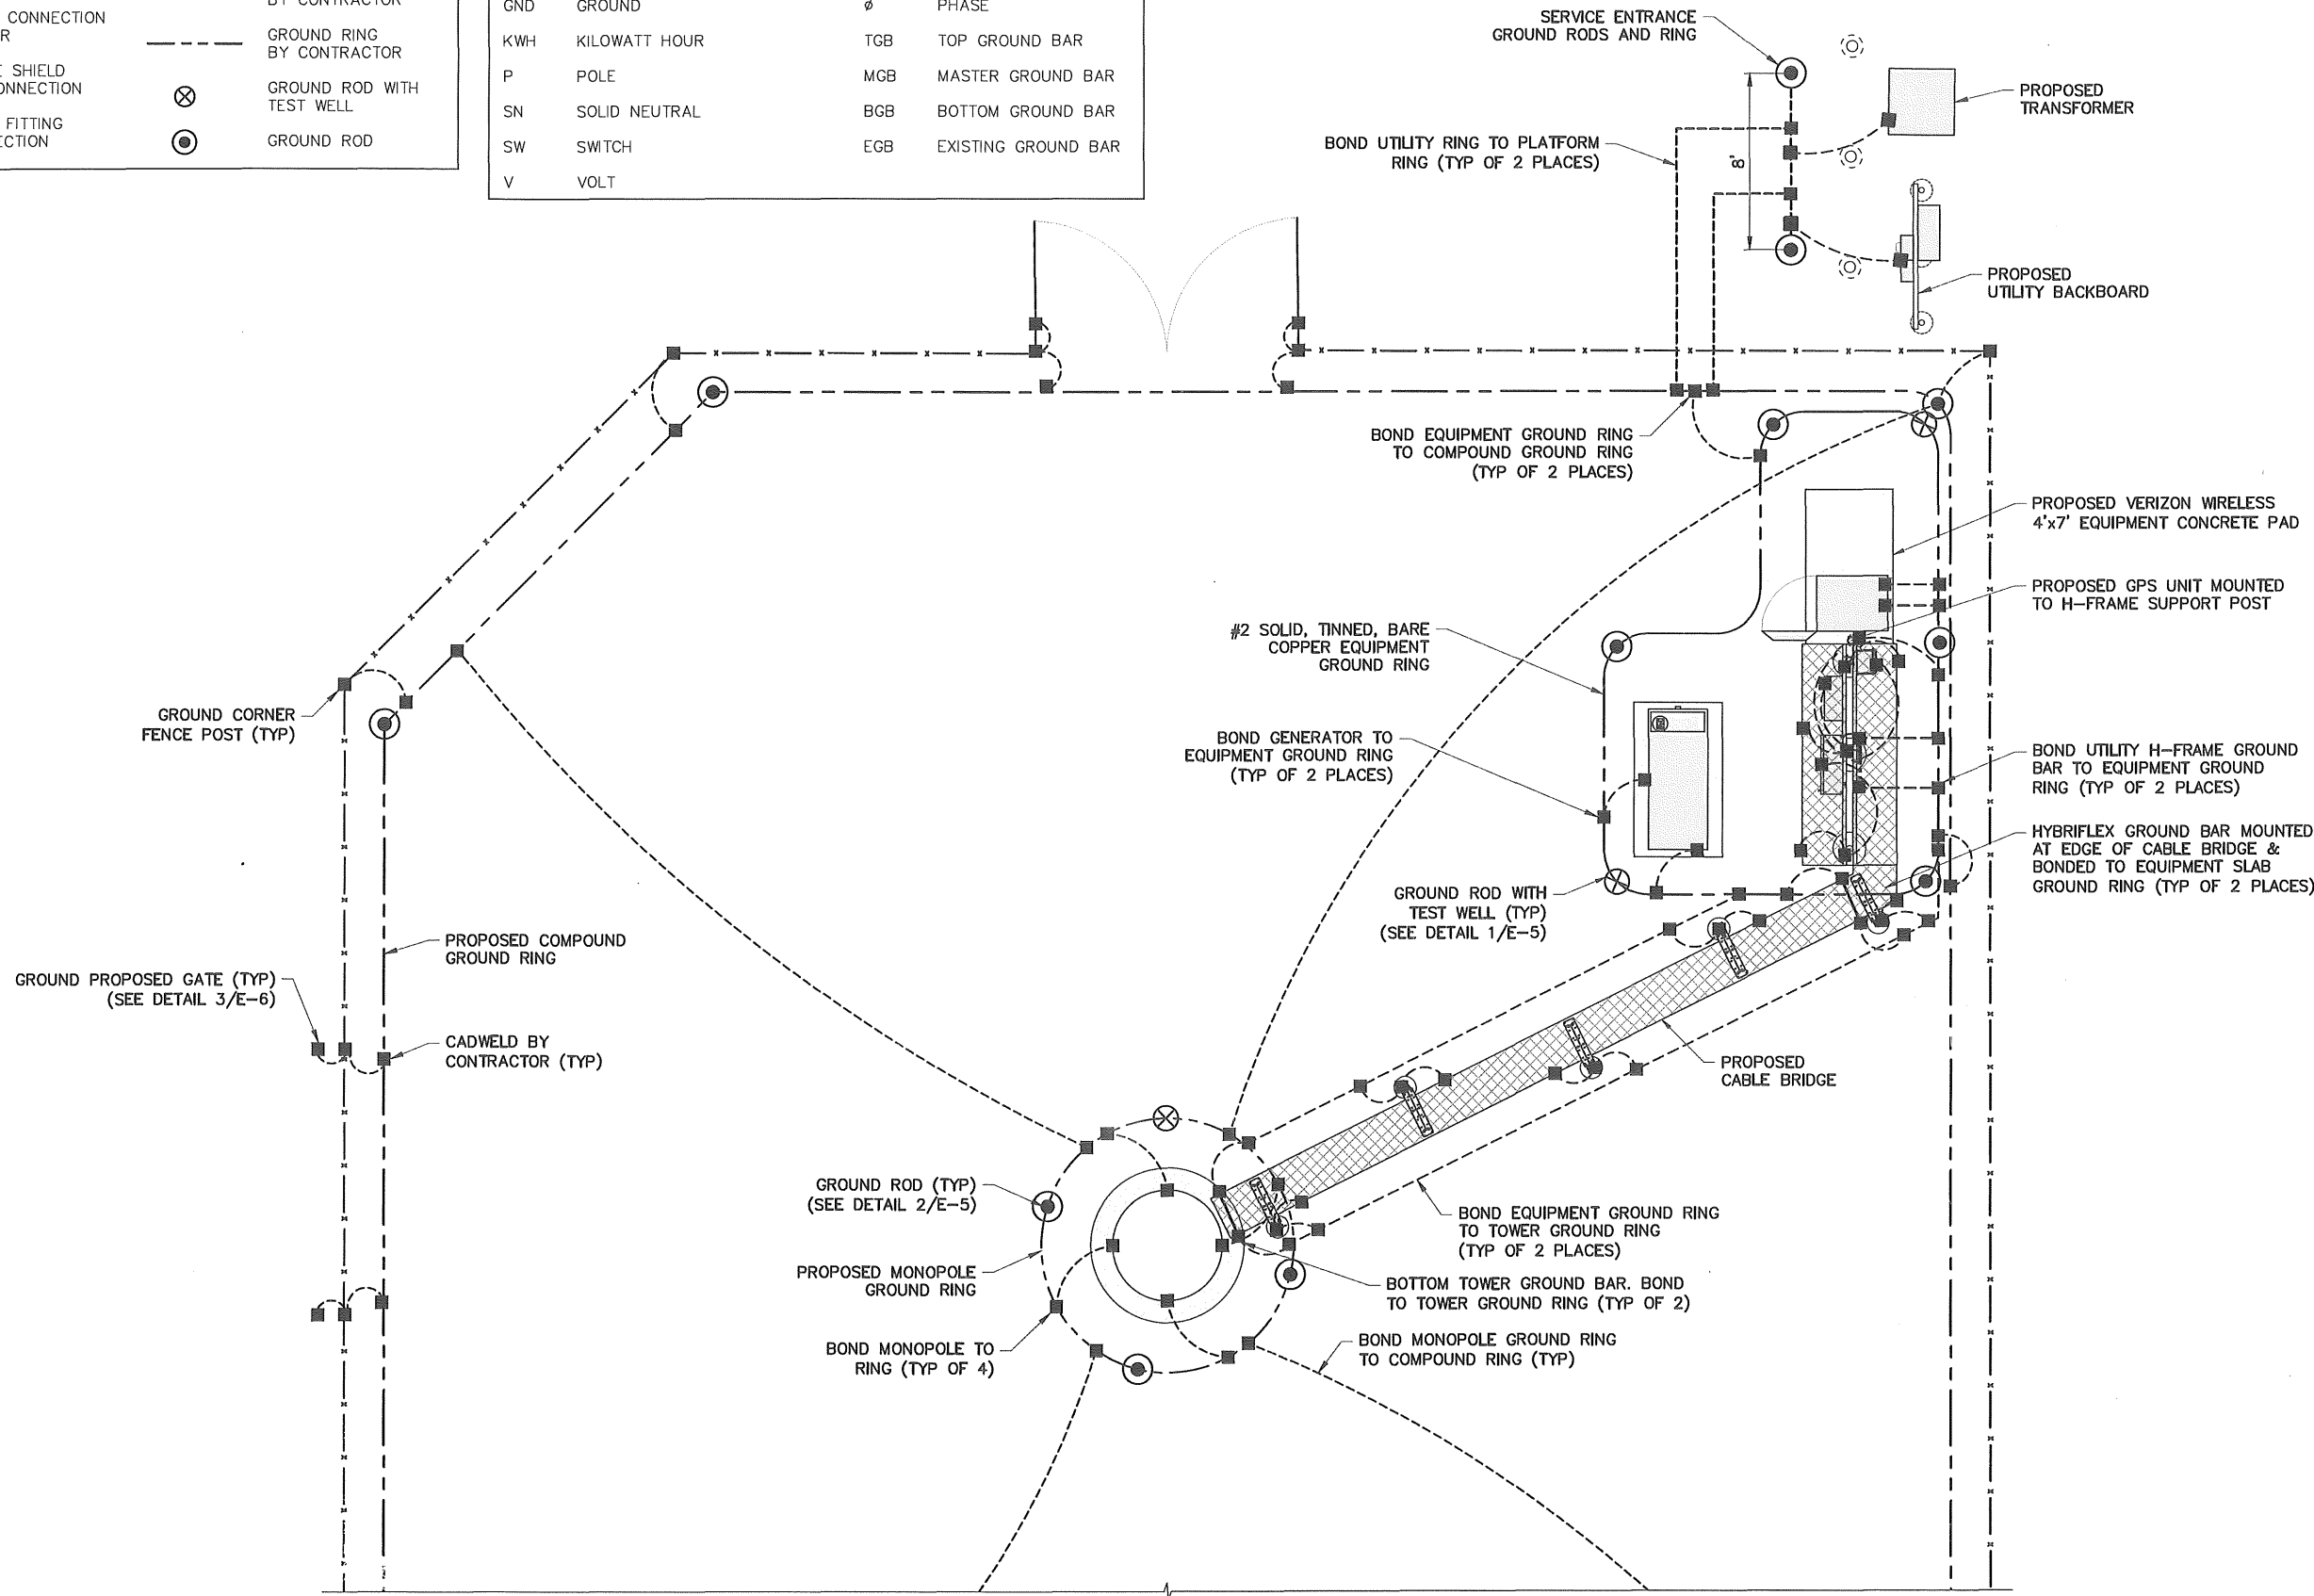 BY CONTRACTOR
CONNECTION
R
GROUND RING
BY CONTRACTOR
SHIELD
ONNECTION
GROUND ROD WITH
TEST WELL
FITTING
ECTION
GROUND ROD
GND GROUND ø PHASE
KWH KILOWATT HOUR TGB TOP GROUND BAR
P POLE MGB MASTER GROUND BAR
SN SOLID NEUTRAL BGB BOTTOM GROUND BAR
SW SWITCH EGB EXISTING GROUND BAR
V VOLT
SERVICE ENTRANCE
GROUND RODS AND RING
PROPOSED
TRANSFORMER
BOND UTILITY RING TO PLATFORM
RING (TYP OF 2 PLACES)
8'
PROPOSED
UTILITY BACKBOARD
BOND EQUIPMENT GROUND RING
TO COMPOUND GROUND RING
(TYP OF 2 PLACES)
PROPOSED VERIZON WIRELESS
4'x7' EQUIPMENT CONCRETE PAD
PROPOSED GPS UNIT MOUNTED
TO H-FRAME SUPPORT POST
#2 SOLID, TINNED, BARE
COPPER EQUIPMENT
GROUND RING
GROUND CORNER
FENCE POST (TYP)
BOND GENERATOR TO
EQUIPMENT GROUND RING
(TYP OF 2 PLACES)
BOND UTILITY H-FRAME GROUND
BAR TO EQUIPMENT GROUND
RING (TYP OF 2 PLACES)
HYBRIFLEX GROUND BAR MOUNTED
AT EDGE OF CABLE BRIDGE &
BONDED TO EQUIPMENT SLAB
GROUND RING (TYP OF 2 PLACES)
GROUND ROD WITH
TEST WELL (TYP)
(SEE DETAIL 1/E-5)
PROPOSED COMPOUND
GROUND RING
GROUND PROPOSED GATE (TYP)
(SEE DETAIL 3/E-6)
CADWELD BY
CONTRACTOR (TYP)
PROPOSED
CABLE BRIDGE
GROUND ROD (TYP)
(SEE DETAIL 2/E-5)
BOND EQUIPMENT GROUND RING
TO TOWER GROUND RING
(TYP OF 2 PLACES)
PROPOSED MONOPOLE
GROUND RING
BOTTOM TOWER GROUND BAR. BOND
TO TOWER GROUND RING (TYP OF 2)
BOND MONOPOLE TO
RING (TYP OF 4)
BOND MONOPOLE GROUND RING
TO COMPOUND RING (TYP)